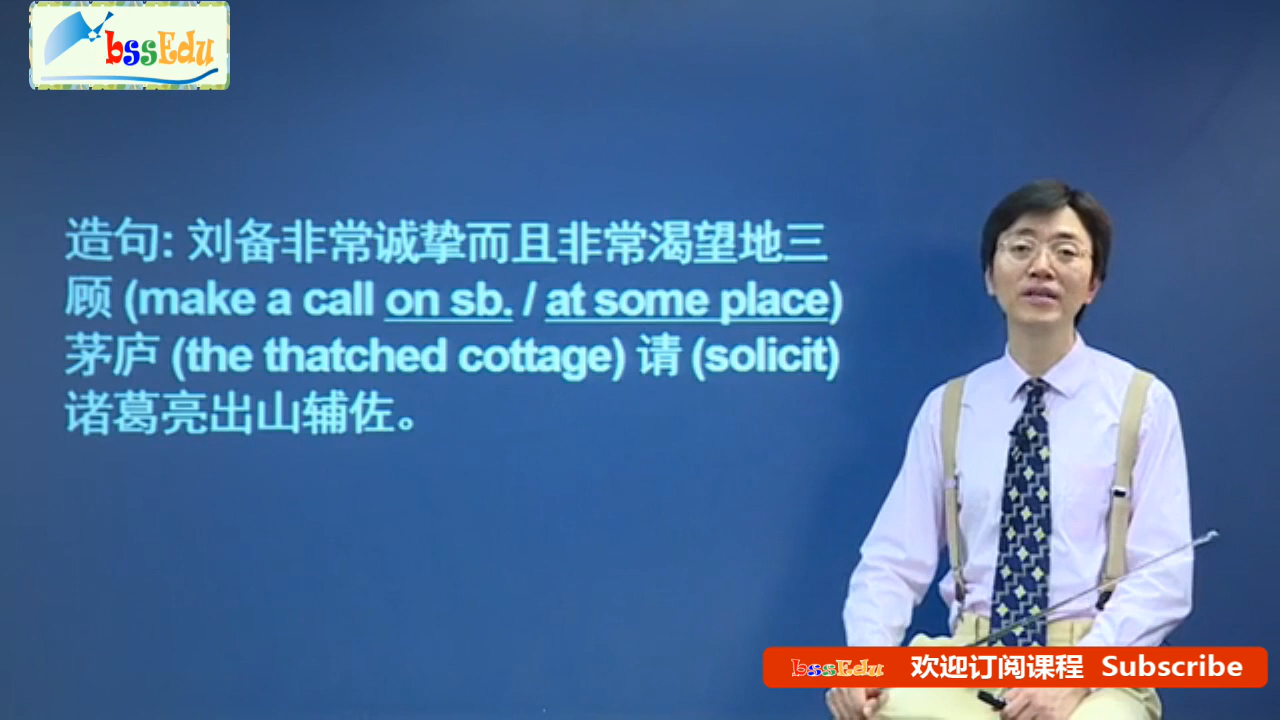 bssEdu
造句: 刘备非常诚挚而且非常渴望地三
顾 (make a call on sb. / at some place)
茅庐 (the thatched cottage) 请 (solicit)
诸葛亮出山辅佐。
bssEdu 欢迎订阅课程 Subscribe